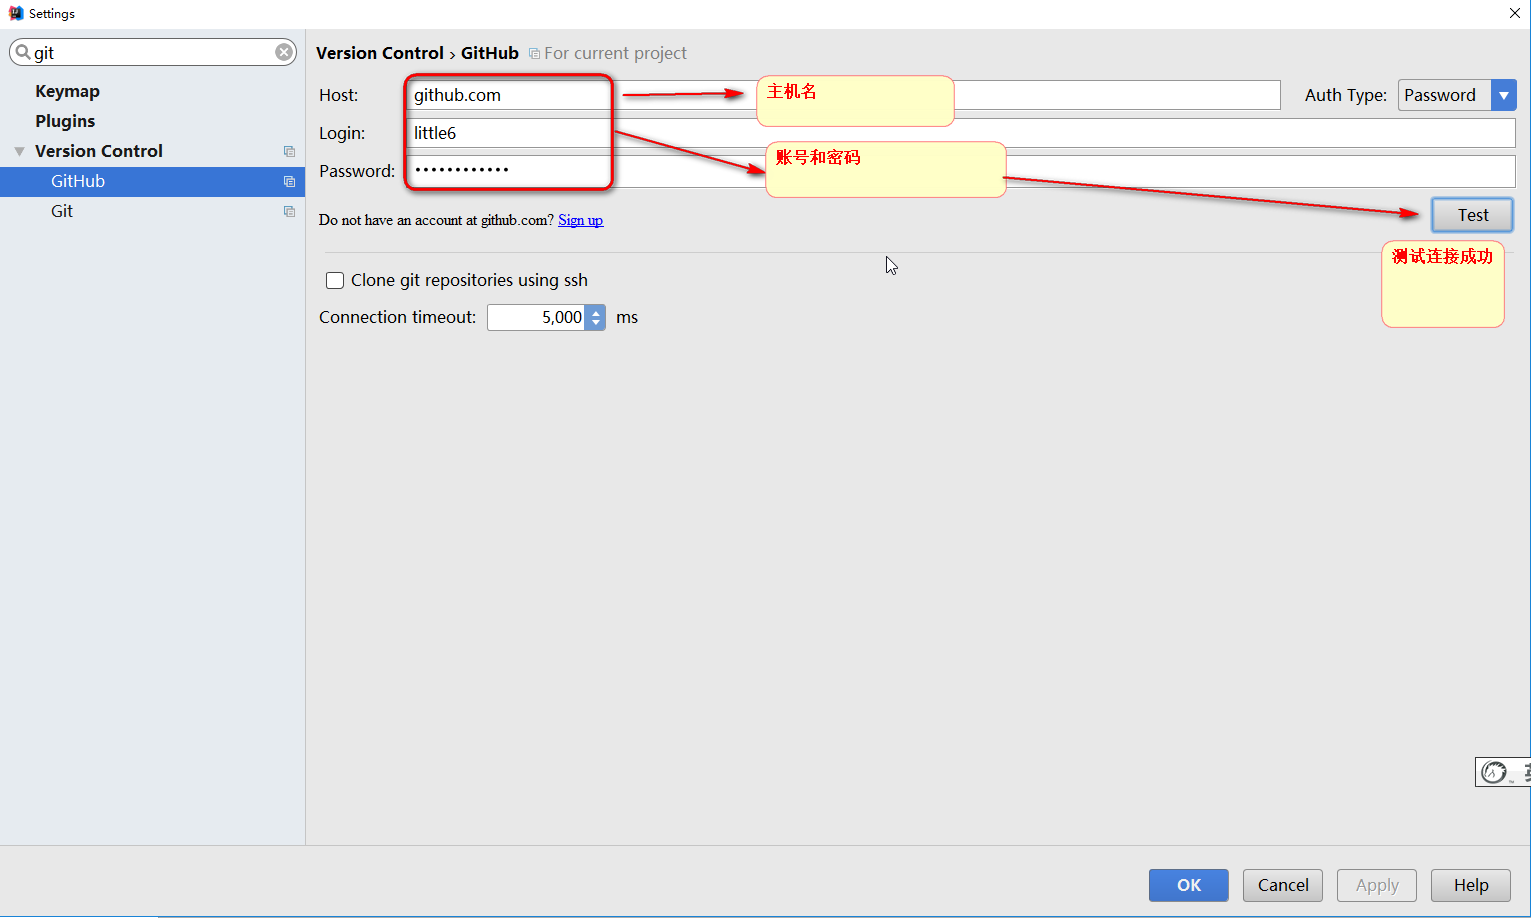 Settings
git
Keymap
Plugins
Version Control
GitHub
Git
Version Control › GitHub For current project
Host: github.com 主机名 Auth Type: Password
Login: little6
账号和密码
Password: ••••••••••••
Do not have an account at github.com? Sign up
Test
测试连接成功
Clone git repositories using ssh
Connection timeout: 5,000 ms
OK Cancel Apply Help